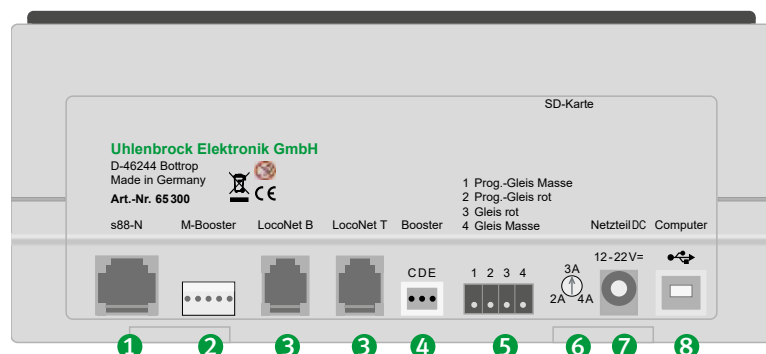 SD-Karte
Uhlenbrock Elektronik GmbH
D-46244 Bottrop
Made in Germany
CE
Art.-Nr. 65300
1 Prog.-Gleis Masse
2 Prog.-Gleis rot
3 Gleis rot
4 Gleis Masse
s88-N M-Booster LocoNet B LocoNet T Booster Netzteil DC Computer
12-22V=
CDE 1 2 3 4 3A
2A 4A
1 2 3 3 4 5 6 7 8